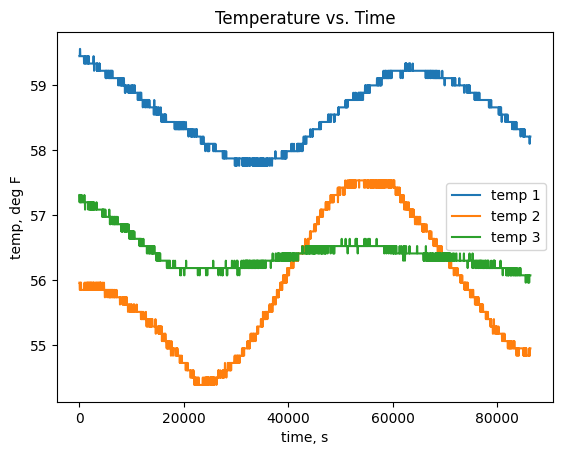 Temperature vs. Time
temp, deg F
59
58
57
56
55
temp 1
temp 2
temp 3
0
20000
40000
60000
80000
time, s